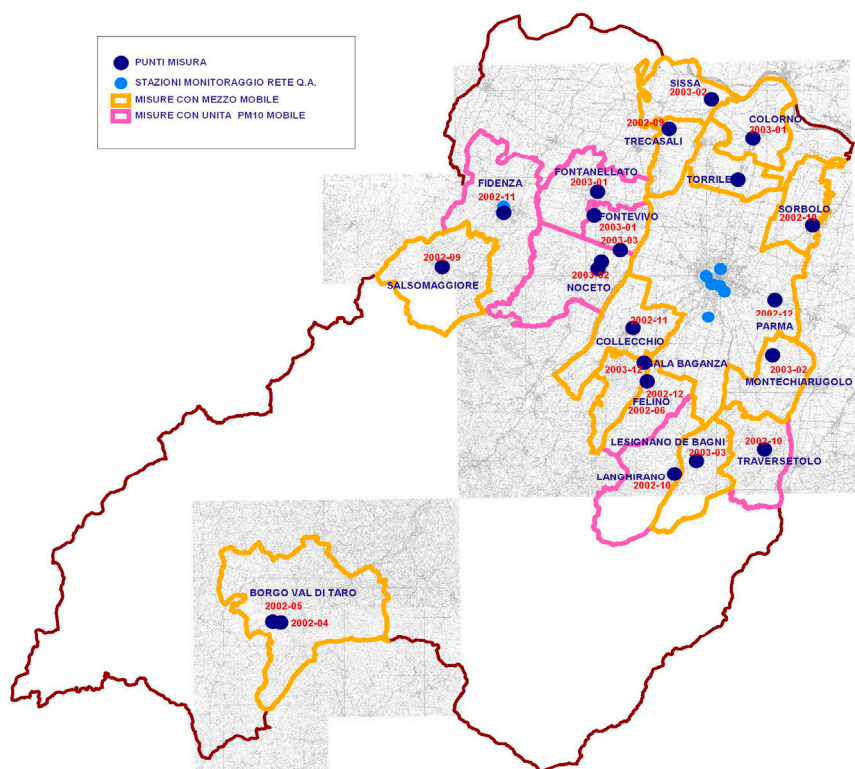 PUNTI MISURA
STAZIONI MONITORAGGIO RETE Q.A.
MISURE CON MEZZO MOBILE
MISURE CON UNITA PM10 MOBILE
SISSA
2003-02
COLORNO
2003-01
2002-09
TRECASALI
TORRILE
FONTANELLATO
2003-01
FIDENZA
2002-11
SORBOLO
2002-10
FONTEVIVO
2003-01
2003-03
2002-09
SALSOMAGGIORE
2003-02
NOCETO
2002-12
PARMA
2002-11
COLLECCHIO
2003-12
SALA BAGANZA
2003-02
MONTECHIARUGOLO
2002-12
FELINO
2002-06
LESIGNANO DE BAGNI
2003-03
2002-10
TRAVERSETOLO
LANGHIRANO
2002-10
BORGO VAL DI TARO
2002-05
2002-04